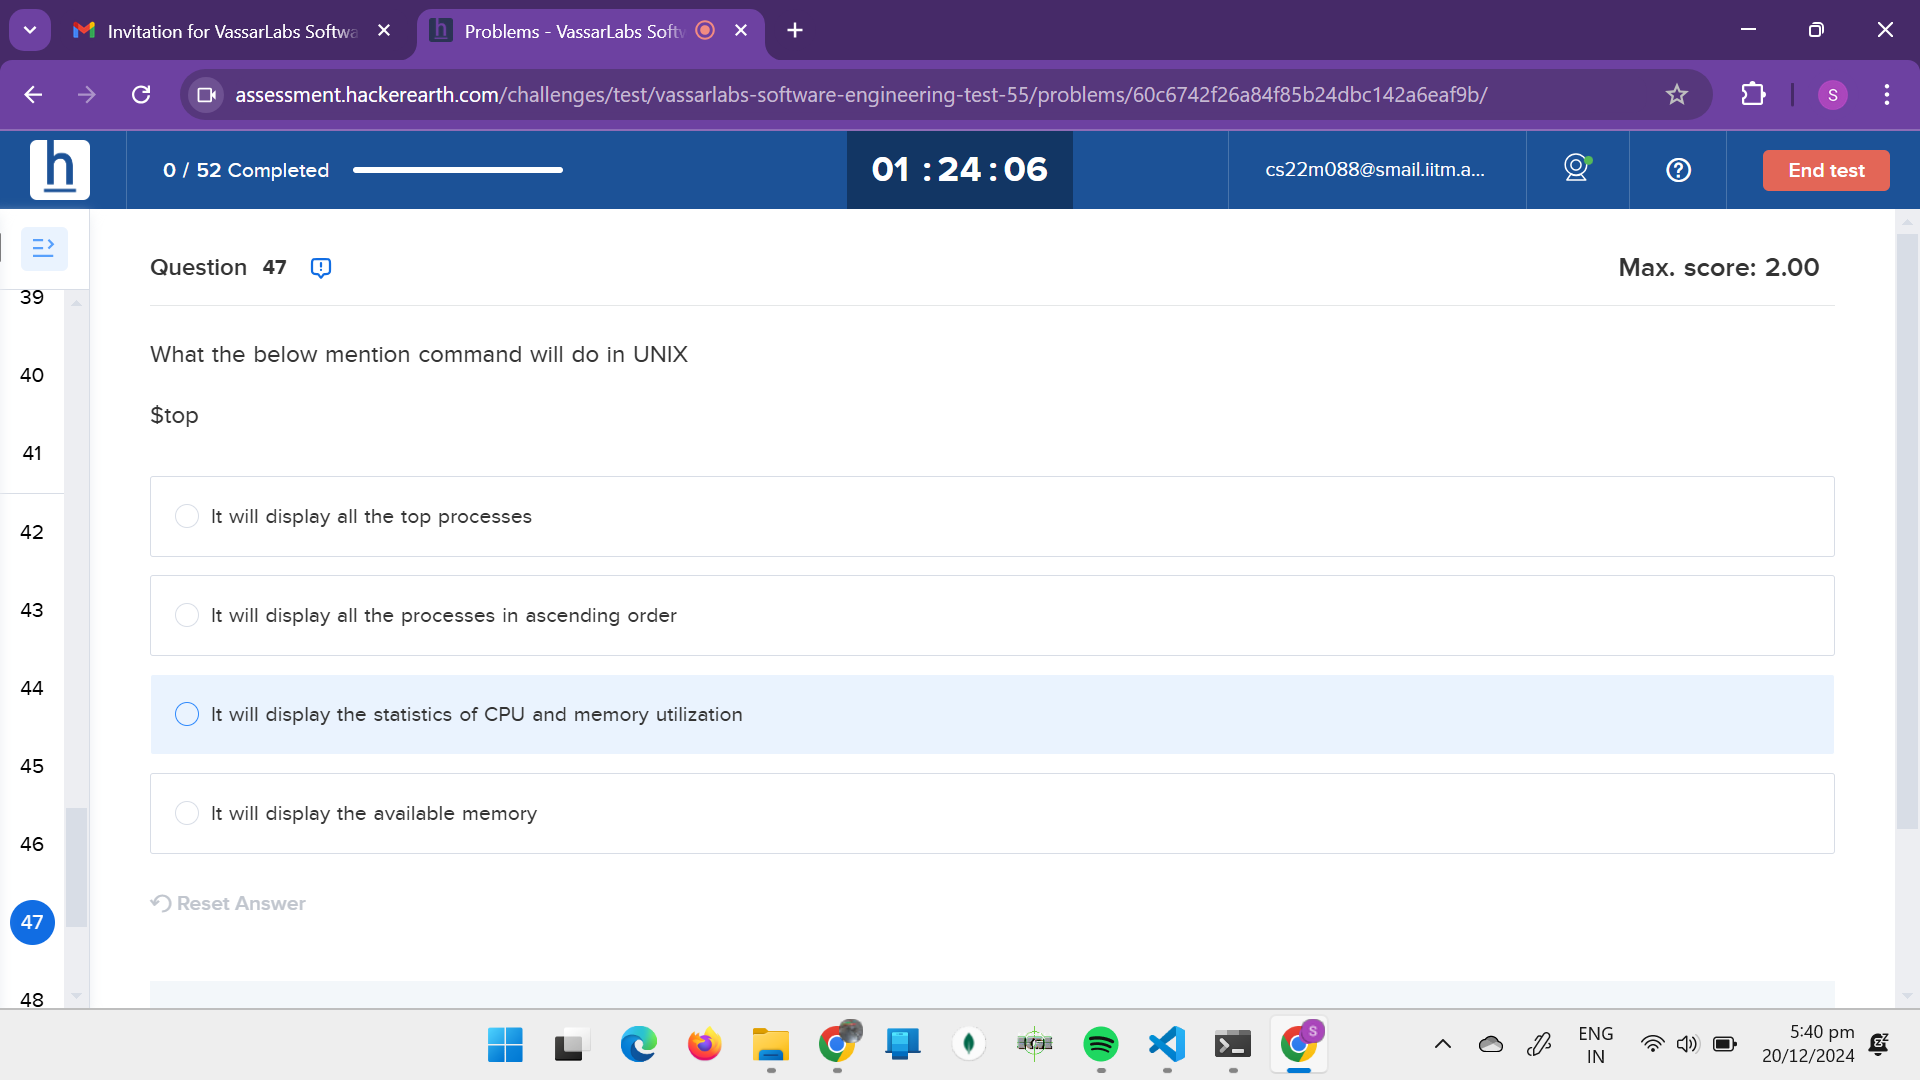 Invitation for VassarLabs Softwa
Problems - VassarLabs Softw
assessment.hackerearth.com/challenges/test/vassarlabs-software-engineering-test-55/problems/60c6742f26a84f85b24dbc142a6eaf9b/
S
h
0 / 52 Completed
01 : 24 : 06
cs22m088@smail.iitm.a...
End test
Question 47
Max. score: 2.00
39
40
41
42
43
44
45
46
47
48
What the below mention command will do in UNIX
$top
It will display all the top processes
It will display all the processes in ascending order
It will display the statistics of CPU and memory utilization
It will display the available memory
Reset Answer
S
ENG
IN
5:40 pm
20/12/2024